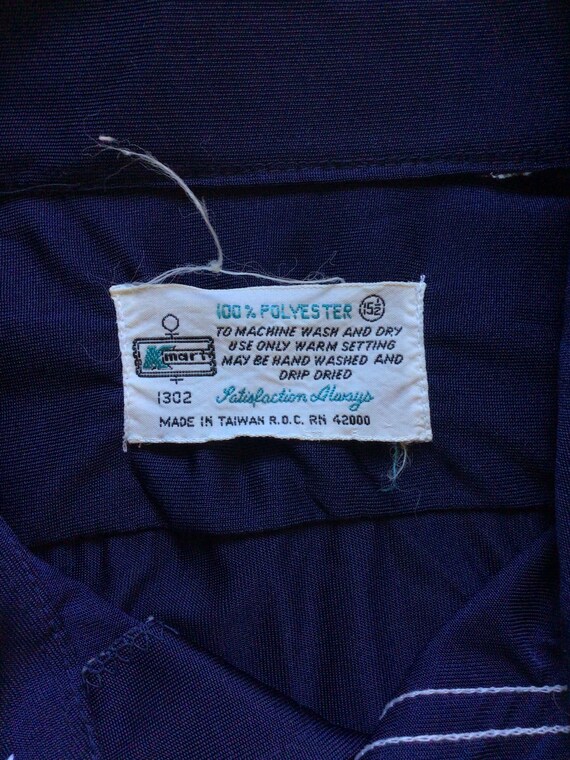 100% POLYESTER 15½
TO MACHINE WASH AND DRY
USE ONLY WARM SETTING
MAY BE HAND WASHED AND
DRIP DRIED
Kmart
1302
Satisfaction Always
MADE IN TAIWAN R.O.C. RN 42000